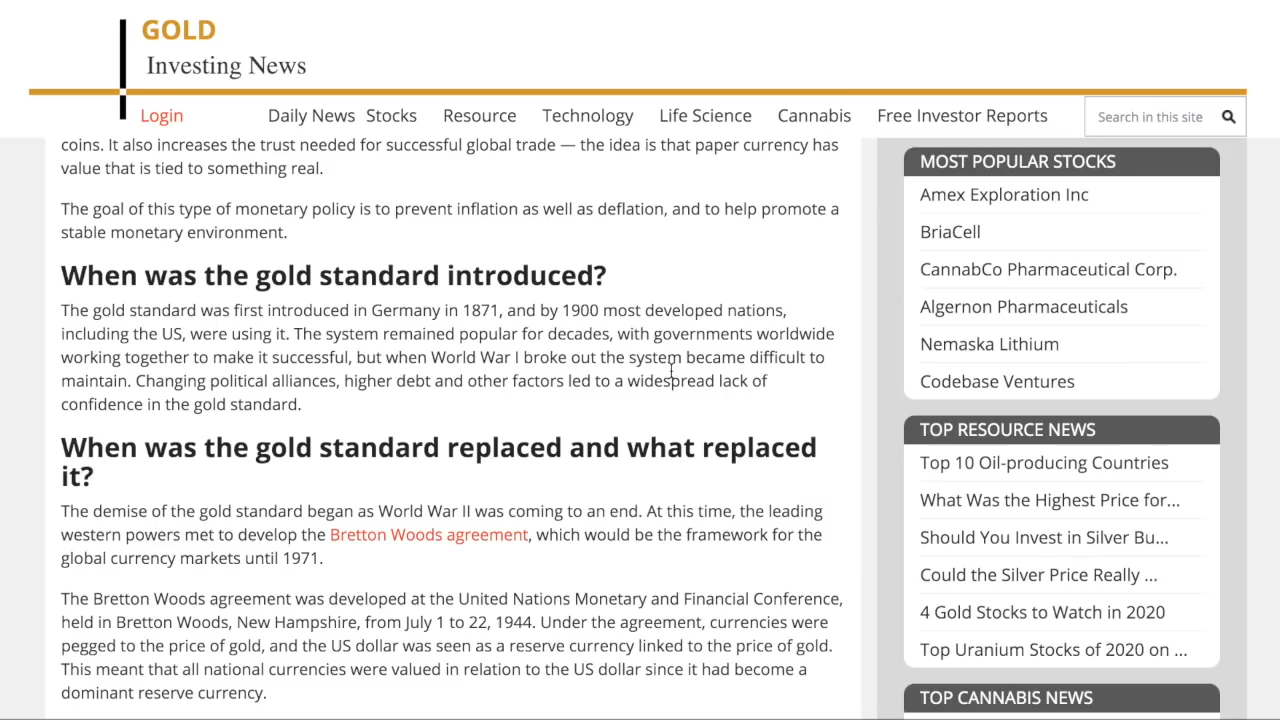 GOLD
Investing News
Login
Daily News
Stocks
Resource
Technology
Life Science
Cannabis
Free Investor Reports
Search in this site
coins. It also increases the trust needed for successful global trade — the idea is that paper currency has
value that is tied to something real.
The goal of this type of monetary policy is to prevent inflation as well as deflation, and to help promote a
stable monetary environment.
When was the gold standard introduced?
The gold standard was first introduced in Germany in 1871, and by 1900 most developed nations,
including the US, were using it. The system remained popular for decades, with governments worldwide
working together to make it successful, but when World War I broke out the system became difficult to
maintain. Changing political alliances, higher debt and other factors led to a widespread lack of
confidence in the gold standard.
When was the gold standard replaced and what replaced
it?
The demise of the gold standard began as World War II was coming to an end. At this time, the leading
western powers met to develop the Bretton Woods agreement, which would be the framework for the
global currency markets until 1971.
The Bretton Woods agreement was developed at the United Nations Monetary and Financial Conference,
held in Bretton Woods, New Hampshire, from July 1 to 22, 1944. Under the agreement, currencies were
pegged to the price of gold, and the US dollar was seen as a reserve currency linked to the price of gold.
This meant that all national currencies were valued in relation to the US dollar since it had become a
dominant reserve currency.
MOST POPULAR STOCKS
Amex Exploration Inc
BriaCell
CannabCo Pharmaceutical Corp.
Algernon Pharmaceuticals
Nemaska Lithium
Codebase Ventures
TOP RESOURCE NEWS
Top 10 Oil-producing Countries
What Was the Highest Price for...
Should You Invest in Silver Bu...
Could the Silver Price Really ...
4 Gold Stocks to Watch in 2020
Top Uranium Stocks of 2020 on ...
TOP CANNABIS NEWS